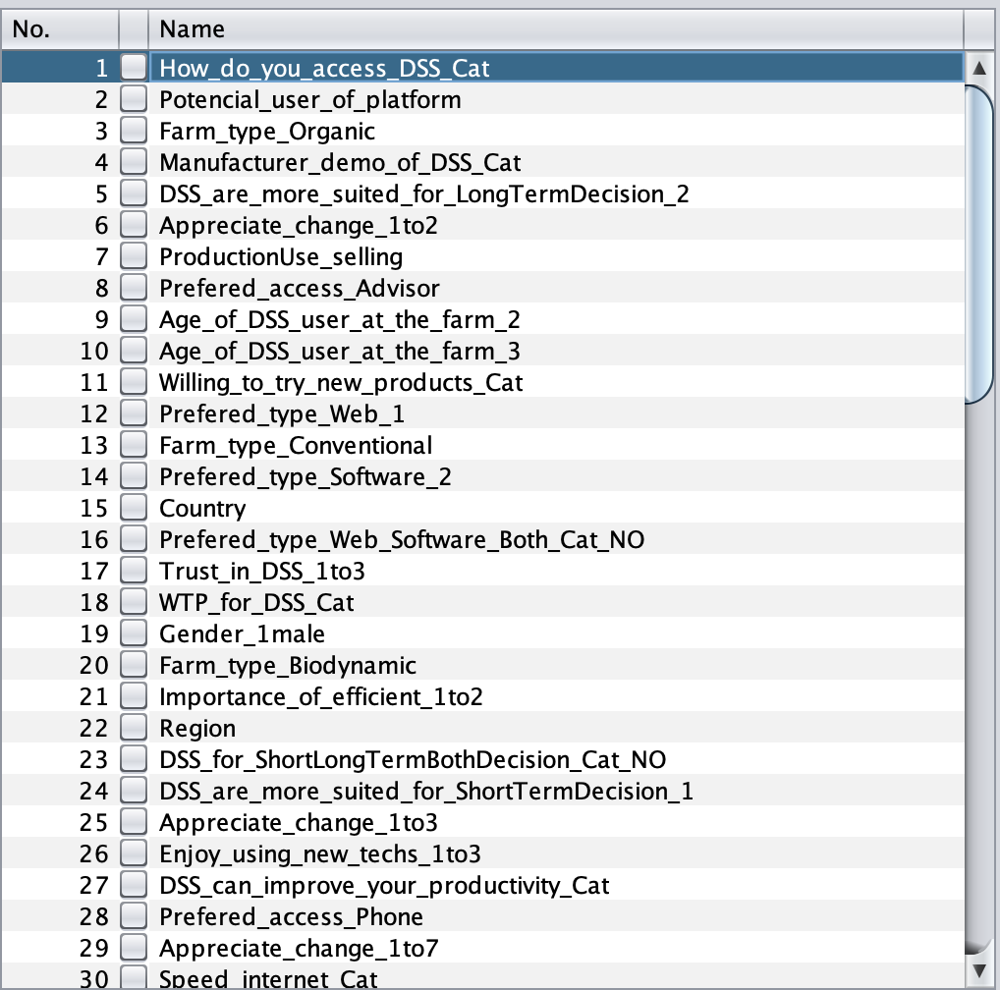 No. Name
1 How_do_you_access_DSS_Cat
2 Potencial_user_of_platform
3 Farm_type_Organic
4 Manufacturer_demo_of_DSS_Cat
5 DSS_are_more_suited_for_LongTermDecision_2
6 Appreciate_change_1to2
7 ProductionUse_selling
8 Prefered_access_Advisor
9 Age_of_DSS_user_at_the_farm_2
10 Age_of_DSS_user_at_the_farm_3
11 Willing_to_try_new_products_Cat
12 Prefered_type_Web_1
13 Farm_type_Conventional
14 Prefered_type_Software_2
15 Country
16 Prefered_type_Web_Software_Both_Cat_NO
17 Trust_in_DSS_1to3
18 WTP_for_DSS_Cat
19 Gender_1male
20 Farm_type_Biodynamic
21 Importance_of_efficient_1to2
22 Region
23 DSS_for_ShortLongTermBothDecision_Cat_NO
24 DSS_are_more_suited_for_ShortTermDecision_1
25 Appreciate_change_1to3
26 Enjoy_using_new_techs_1to3
27 DSS_can_improve_your_productivity_Cat
28 Prefered_access_Phone
29 Appreciate_change_1to7
30 Speed_internet_Cat